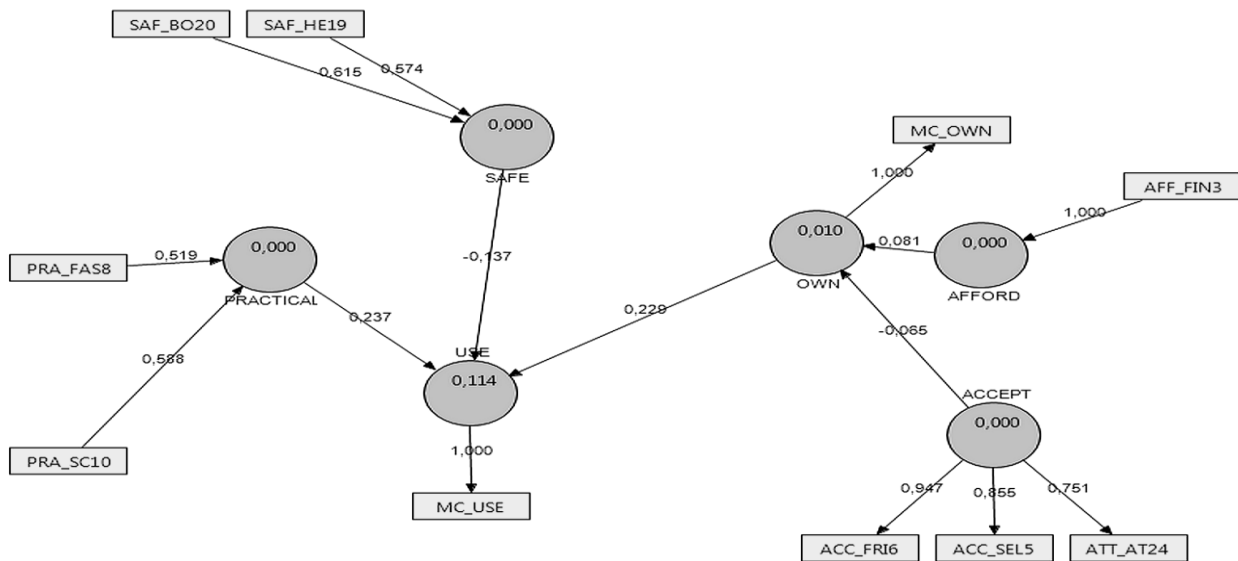 SAF_BO20 SAF_HE19
0,615 0,574
0,000
SAFE
MC_OWN
1,000
AFF_FIN3
1,000
PRA_FAS8
0,519
0,000
PRACTICAL
-0,137
0,010
OWN
0,081
0,000
AFFORD
0,237
0,229
-0,065
USE
0,114
0,588
PRA_SC10
1,000
MC_USE
ACCEPT
0,000
0,947 0,855 0,751
ACC_FRI6 ACC_SEL5 ATT_AT24